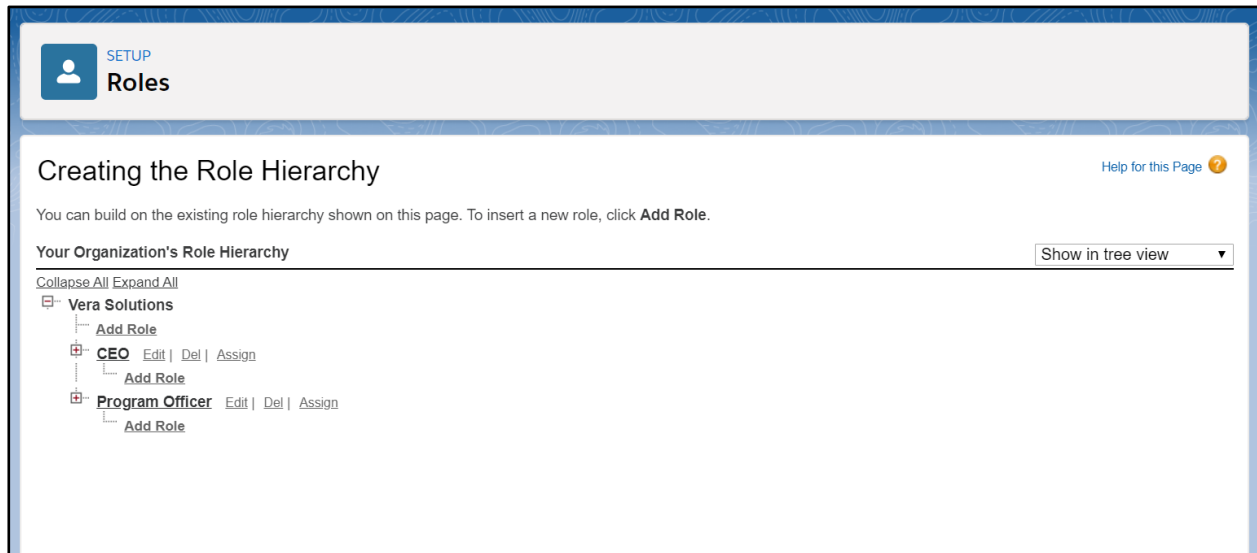 SETUP
Roles
Creating the Role Hierarchy
Help for this Page
You can build on the existing role hierarchy shown on this page. To insert a new role, click Add Role.
Your Organization's Role Hierarchy
Show in tree view
Collapse All Expand All
Vera Solutions
Add Role
CEO Edit | Del | Assign
Add Role
Program Officer Edit | Del | Assign
Add Role